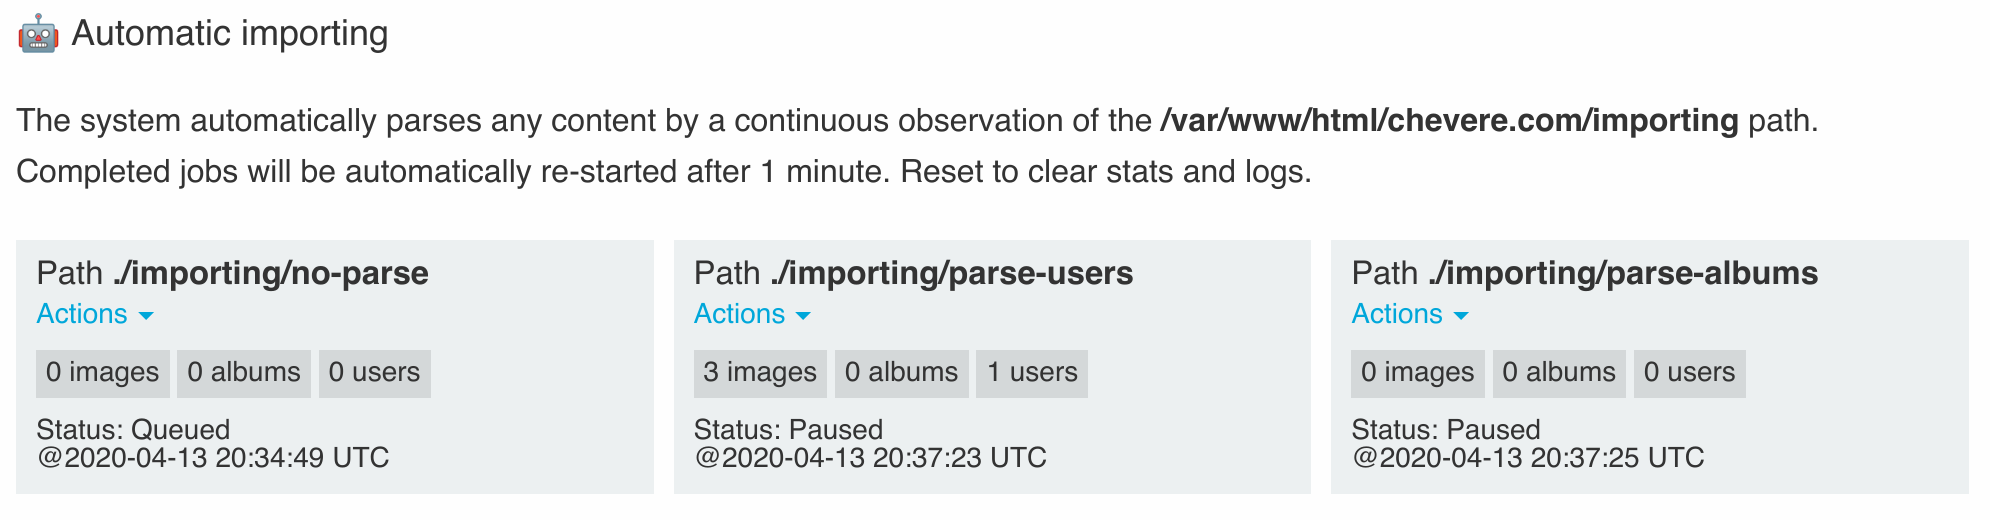 Automatic importing
The system automatically parses any content by a continuous observation of the /var/www/html/chevere.com/importing path.
Completed jobs will be automatically re-started after 1 minute. Reset to clear stats and logs.
Path ./importing/no-parse
Actions
0 images 0 albums 0 users
Status: Queued
@2020-04-13 20:34:49 UTC
Path ./importing/parse-users
Actions
3 images 0 albums 1 users
Status: Paused
@2020-04-13 20:37:23 UTC
Path ./importing/parse-albums
Actions
0 images 0 albums 0 users
Status: Paused
@2020-04-13 20:37:25 UTC